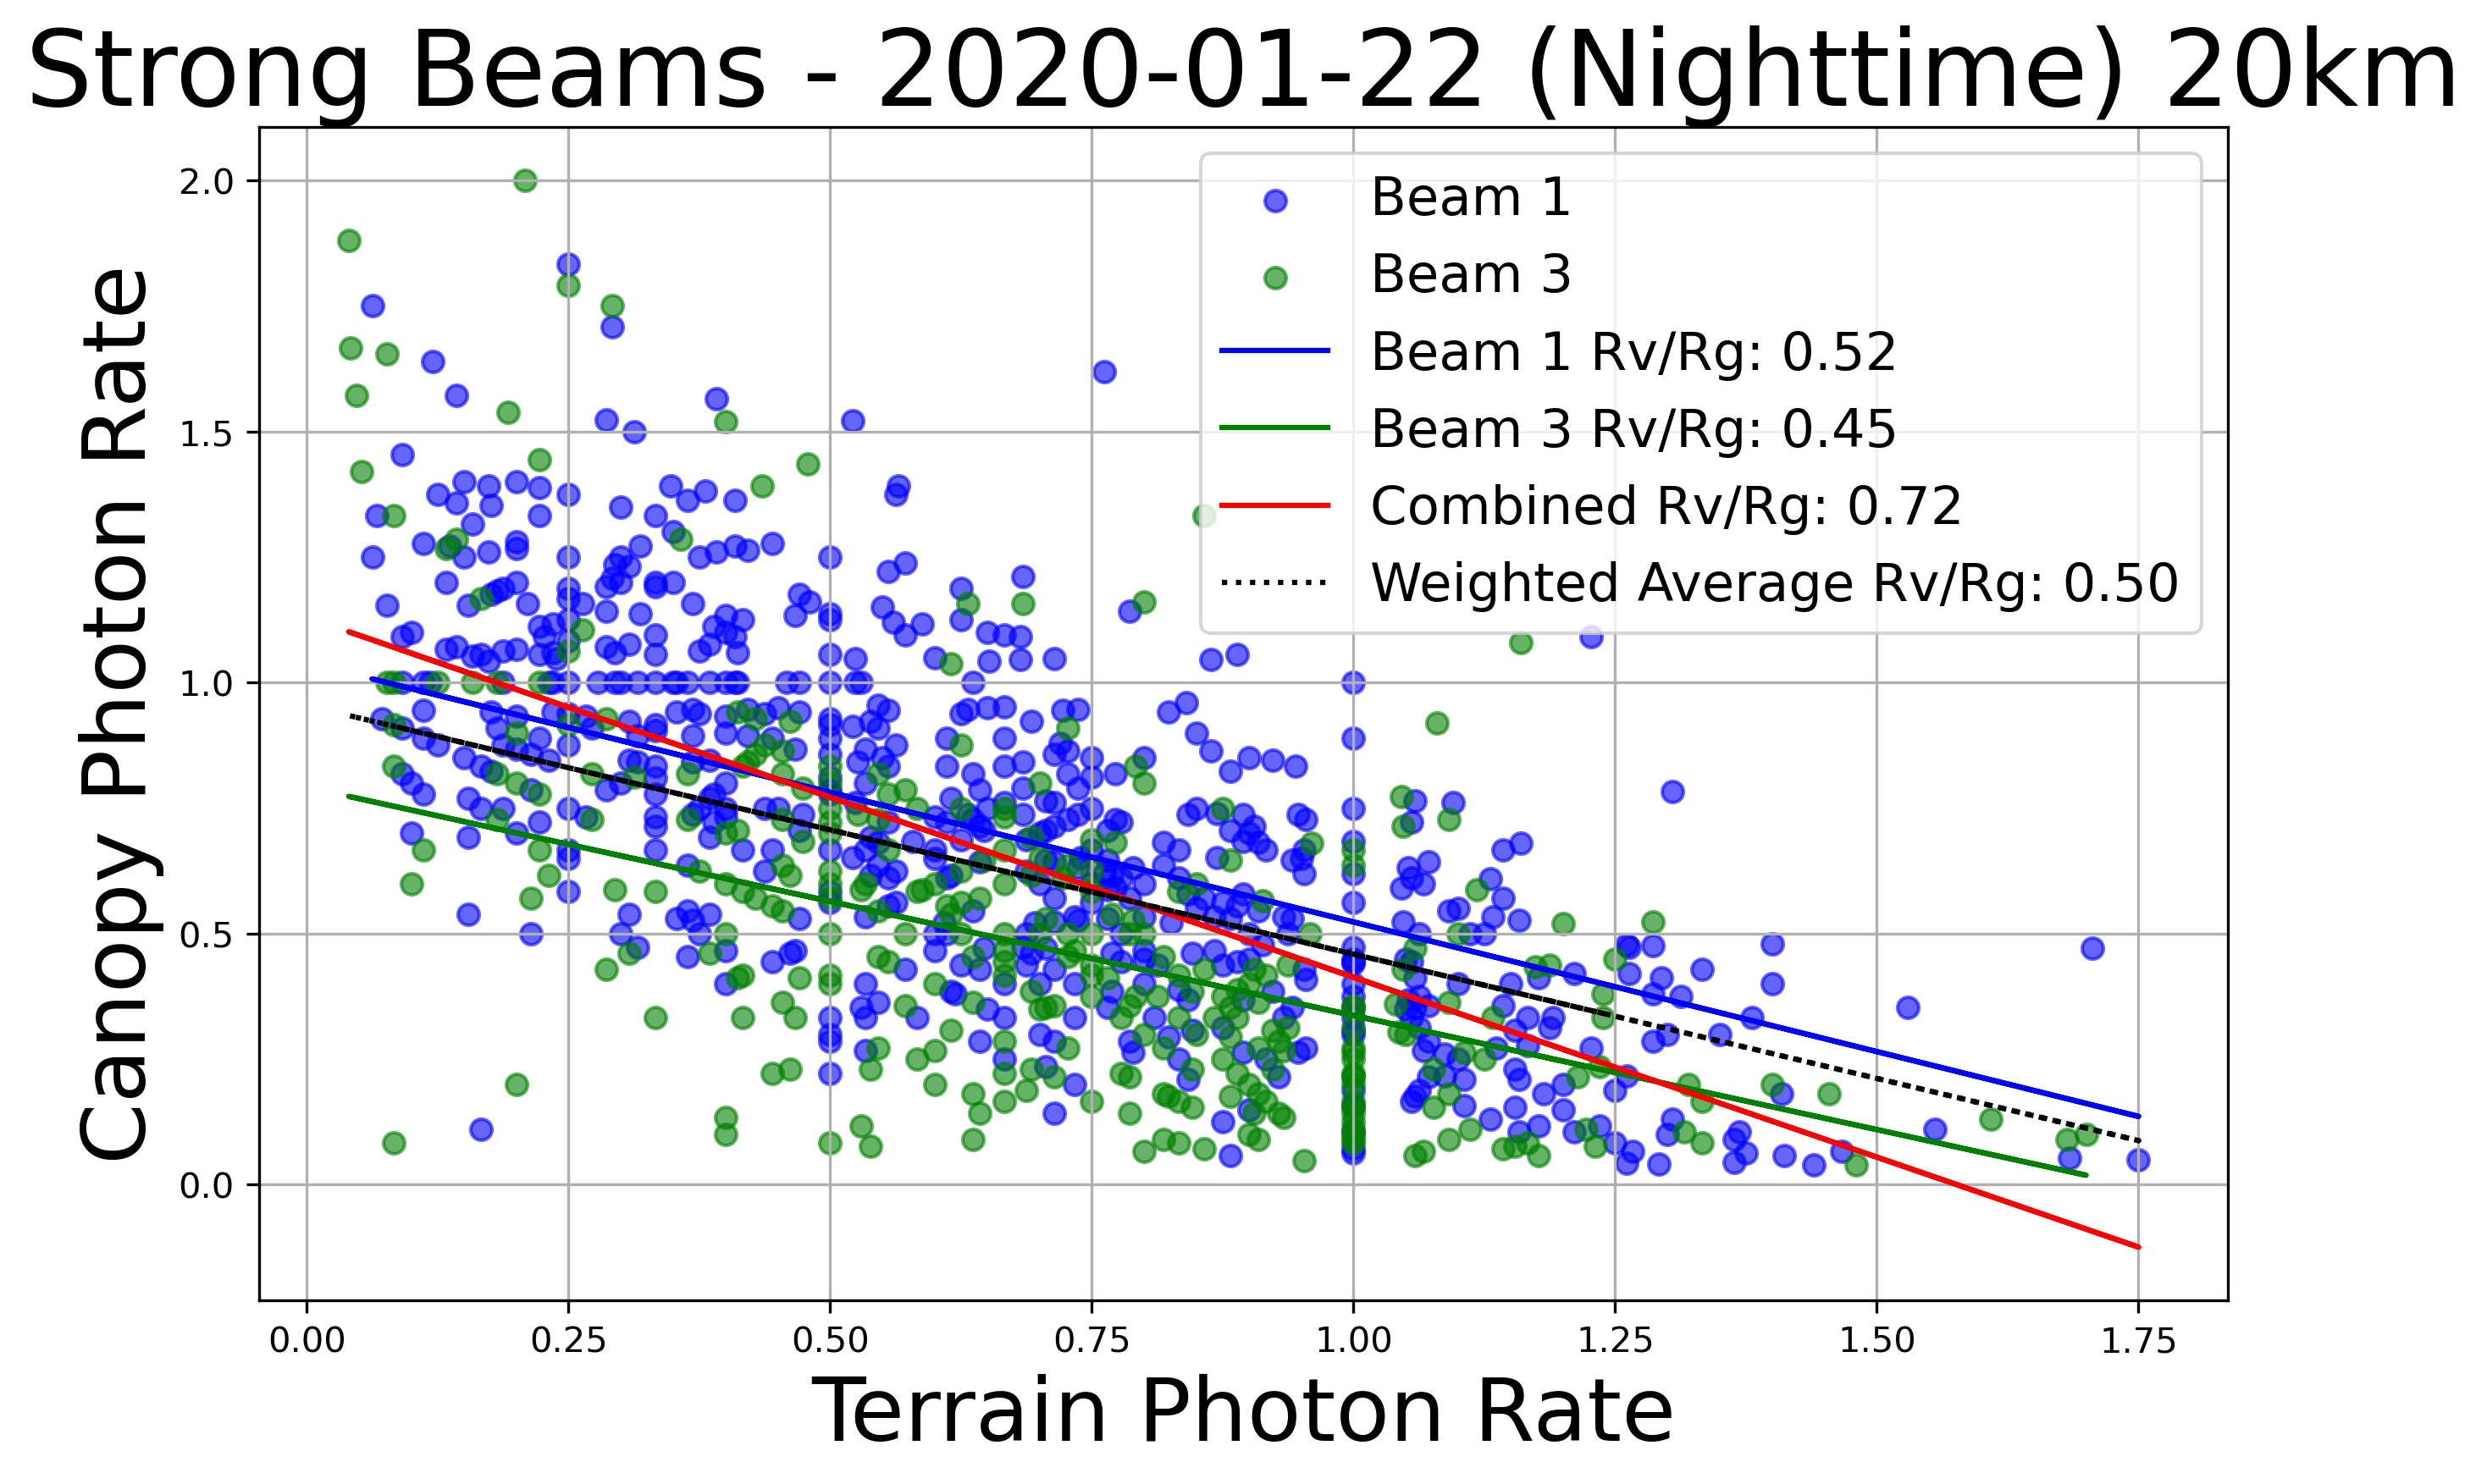 Strong Beams - 2020-01-22 (Nighttime) 20km
Canopy Photon Rate
2.0
1.5
1.0
0.5
0.0
Beam 1
Beam 3
Beam 1 Rv/Rg: 0.52
Beam 3 Rv/Rg: 0.45
Combined Rv/Rg: 0.72
Weighted Average Rv/Rg: 0.50
0.00 0.25 0.50 0.75 1.00 1.25 1.50 1.75
Terrain Photon Rate